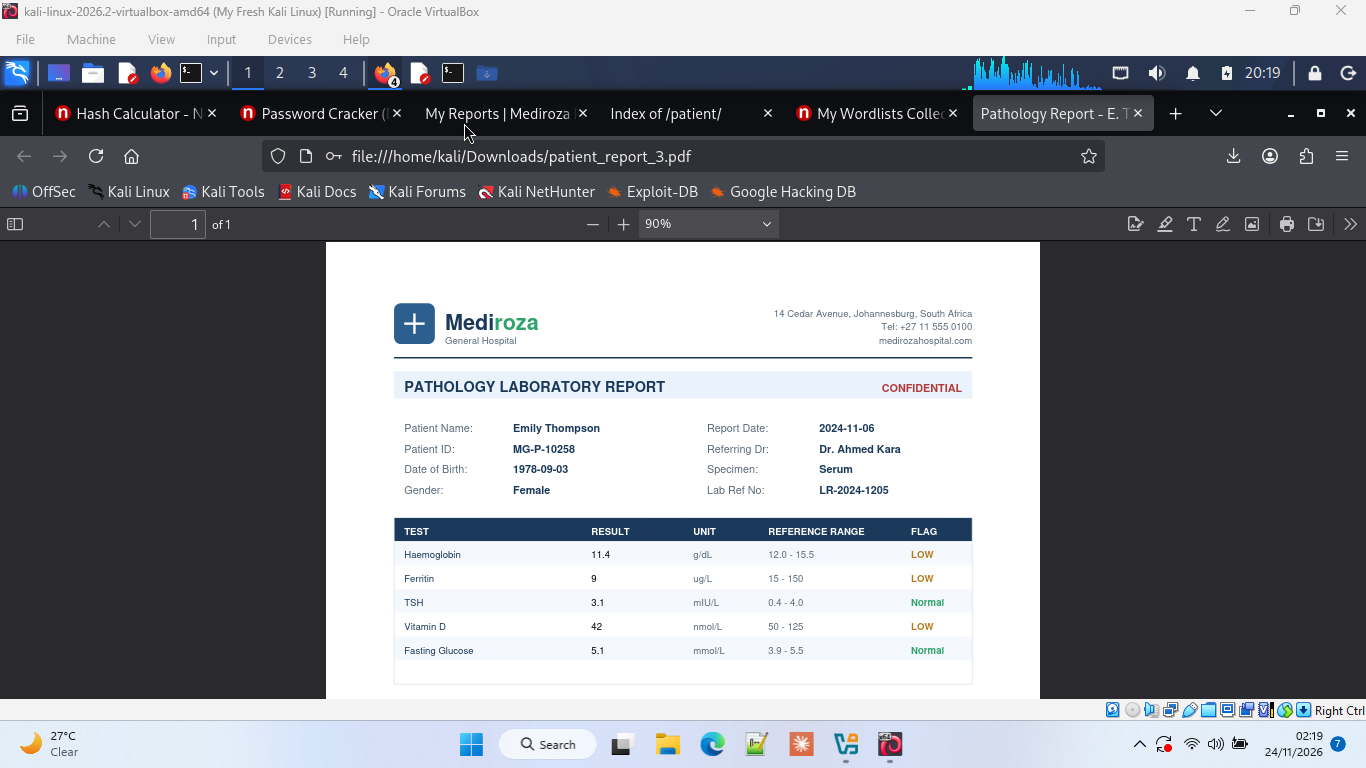 kali-linux-2026.2-virtualbox-amd64 (My Fresh Kali Linux) [Running] - Oracle VirtualBox
File Machine View Input Devices Help
1 2 3 4 4 20:19
Hash Calculator - N Password Cracker ( My Reports | Mediroza Index of /patient/ My Wordlists Collec Pathology Report - E. T
file:///home/kali/Downloads/patient_report_3.pdf
OffSec Kali Linux Kali Tools Kali Docs Kali Forums Kali NetHunter Exploit-DB Google Hacking DB
1 of 1 90%
Mediroza
General Hospital
14 Cedar Avenue, Johannesburg, South Africa
Tel: +27 11 555 0100
medirozahospital.com
PATHOLOGY LABORATORY REPORT CONFIDENTIAL
Patient Name: Emily Thompson Report Date: 2024-11-06
Patient ID: MG-P-10258 Referring Dr: Dr. Ahmed Kara
Date of Birth: 1978-09-03 Specimen: Serum
Gender: Female Lab Ref No: LR-2024-1205
TEST RESULT UNIT REFERENCE RANGE FLAG
Haemoglobin 11.4 g/dL 12.0 - 15.5 LOW
Ferritin 9 ug/L 15 - 150 LOW
TSH 3.1 mIU/L 0.4 - 4.0 Normal
Vitamin D 42 nmol/L 50 - 125 LOW
Fasting Glucose 5.1 mmol/L 3.9 - 5.5 Normal
Right Ctrl
27°C
Clear
Search
02:19
24/11/2026
7